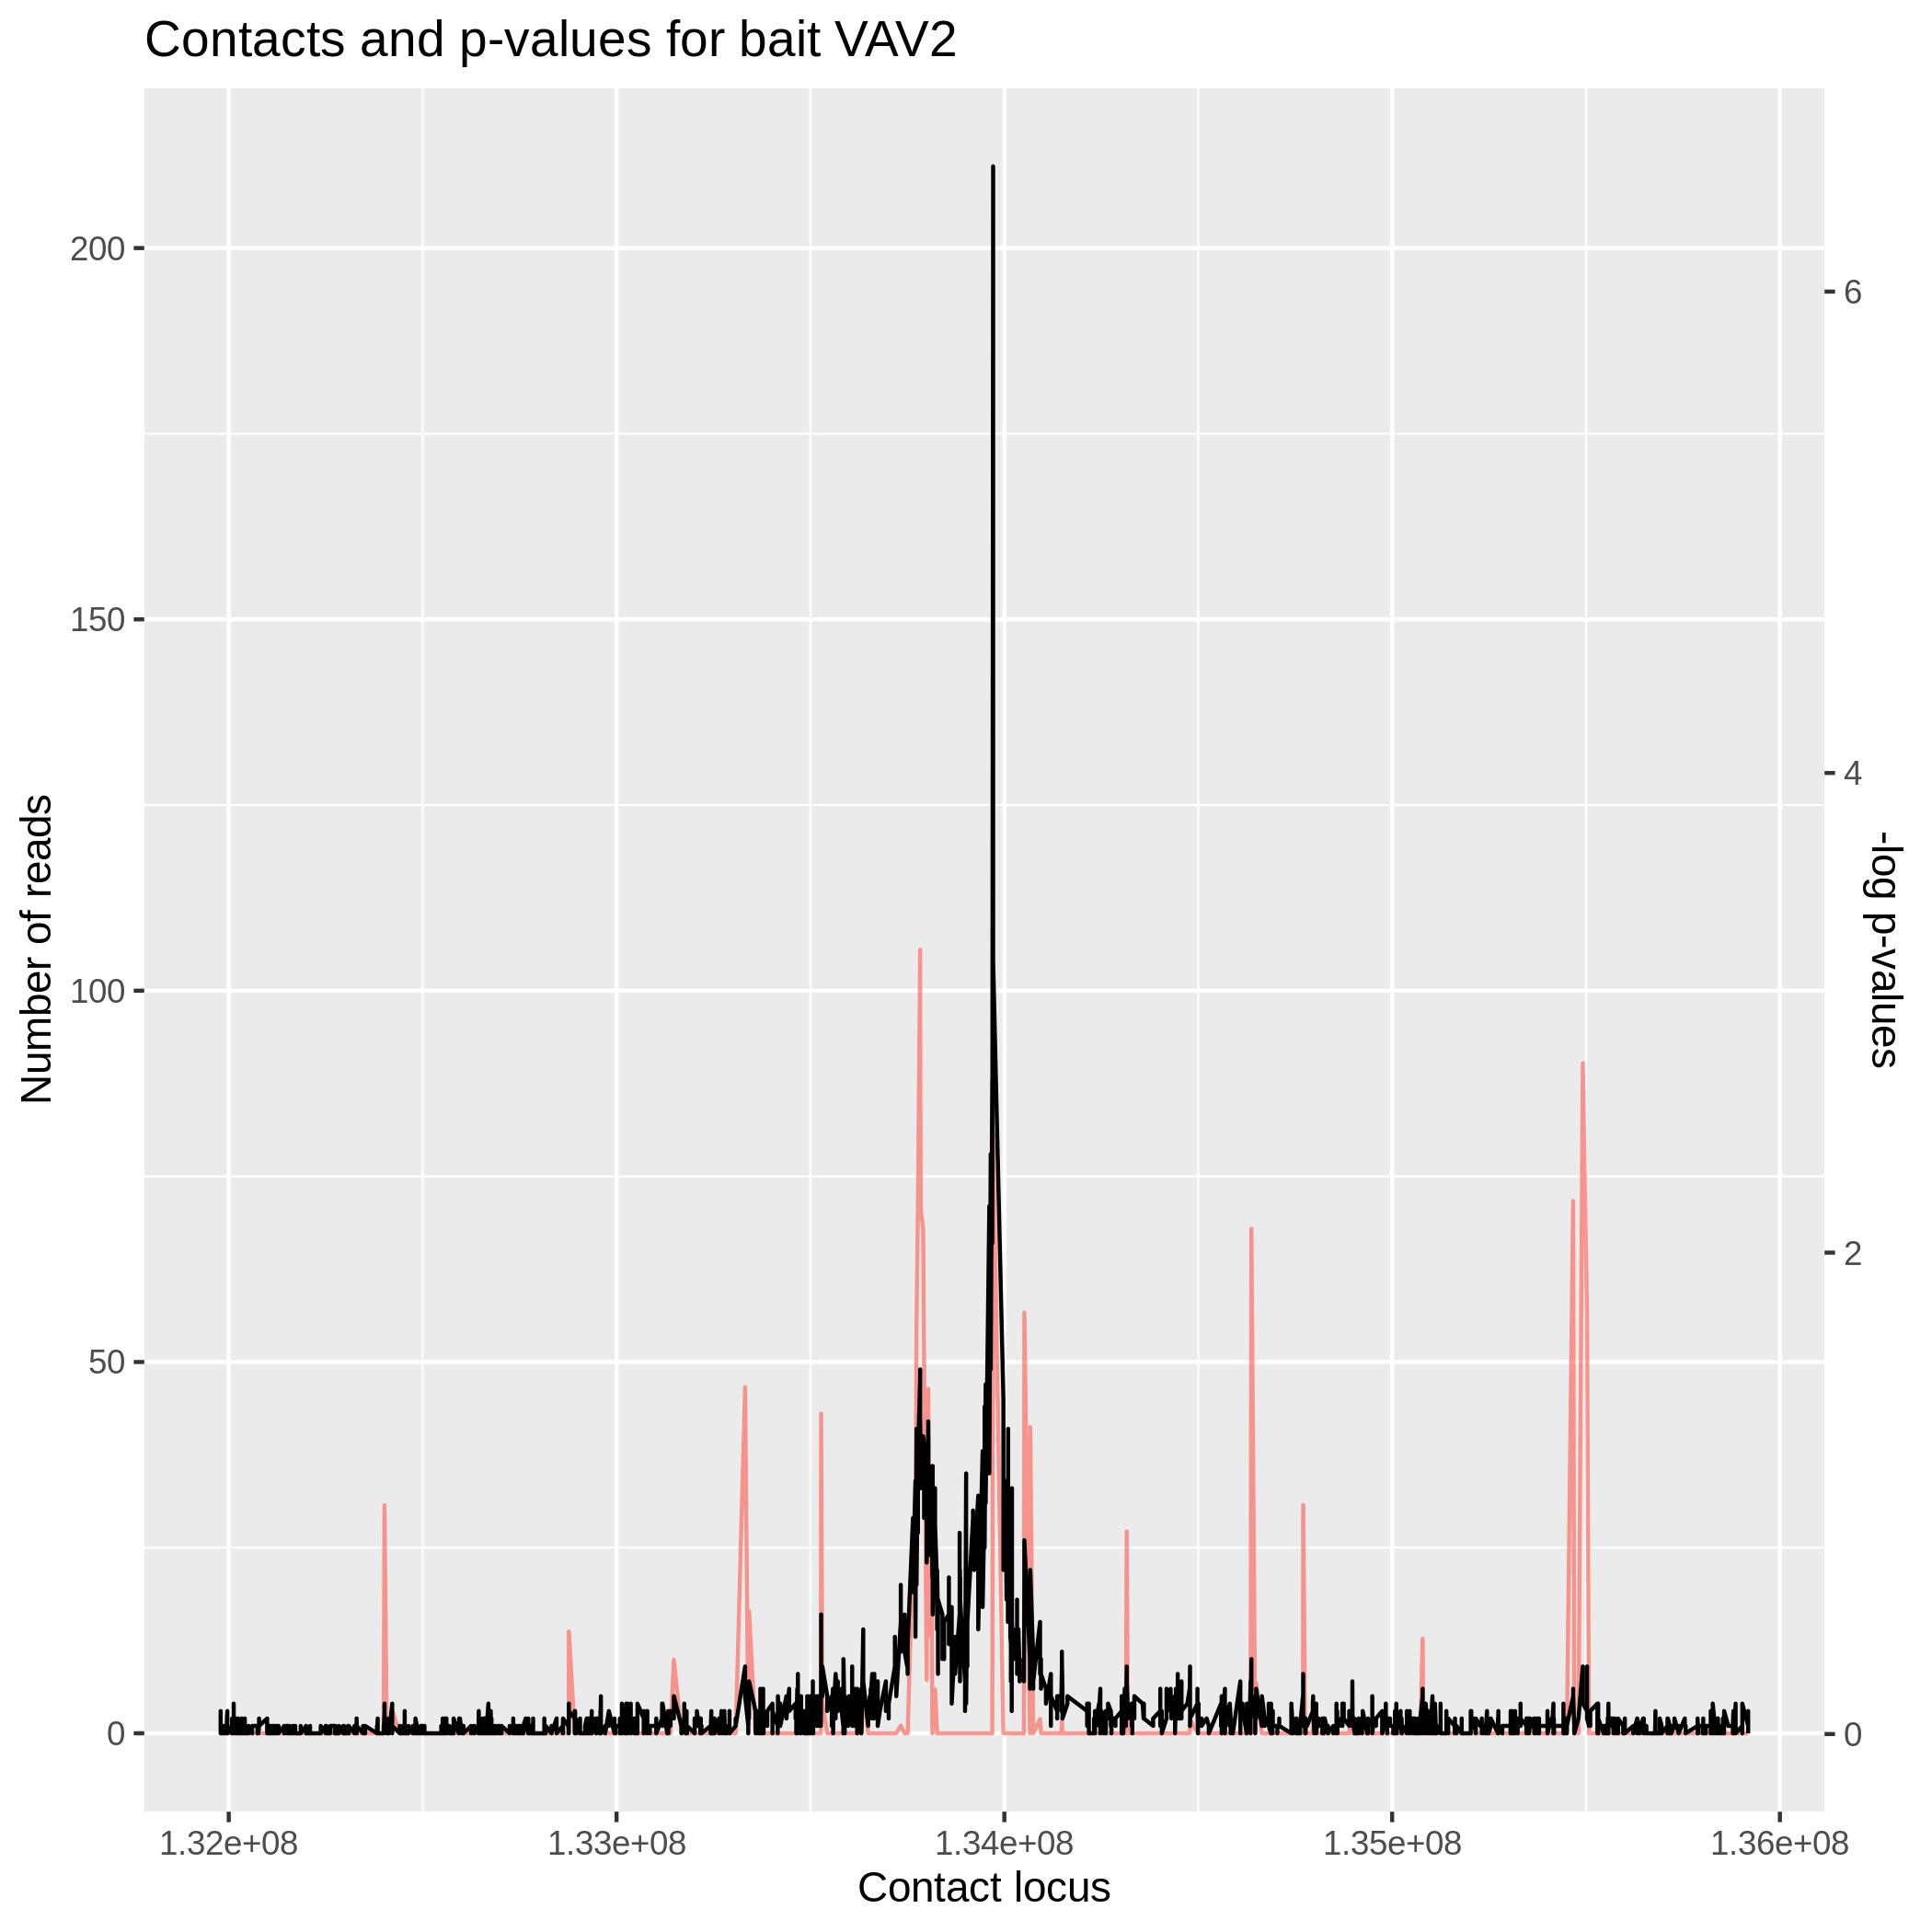 Contacts and p-values for bait VAV2
200
150
100
50
0
Number of reads
6
4
2
0
-log p-values
1.32e+08 1.33e+08 1.34e+08 1.35e+08 1.36e+08
Contact locus